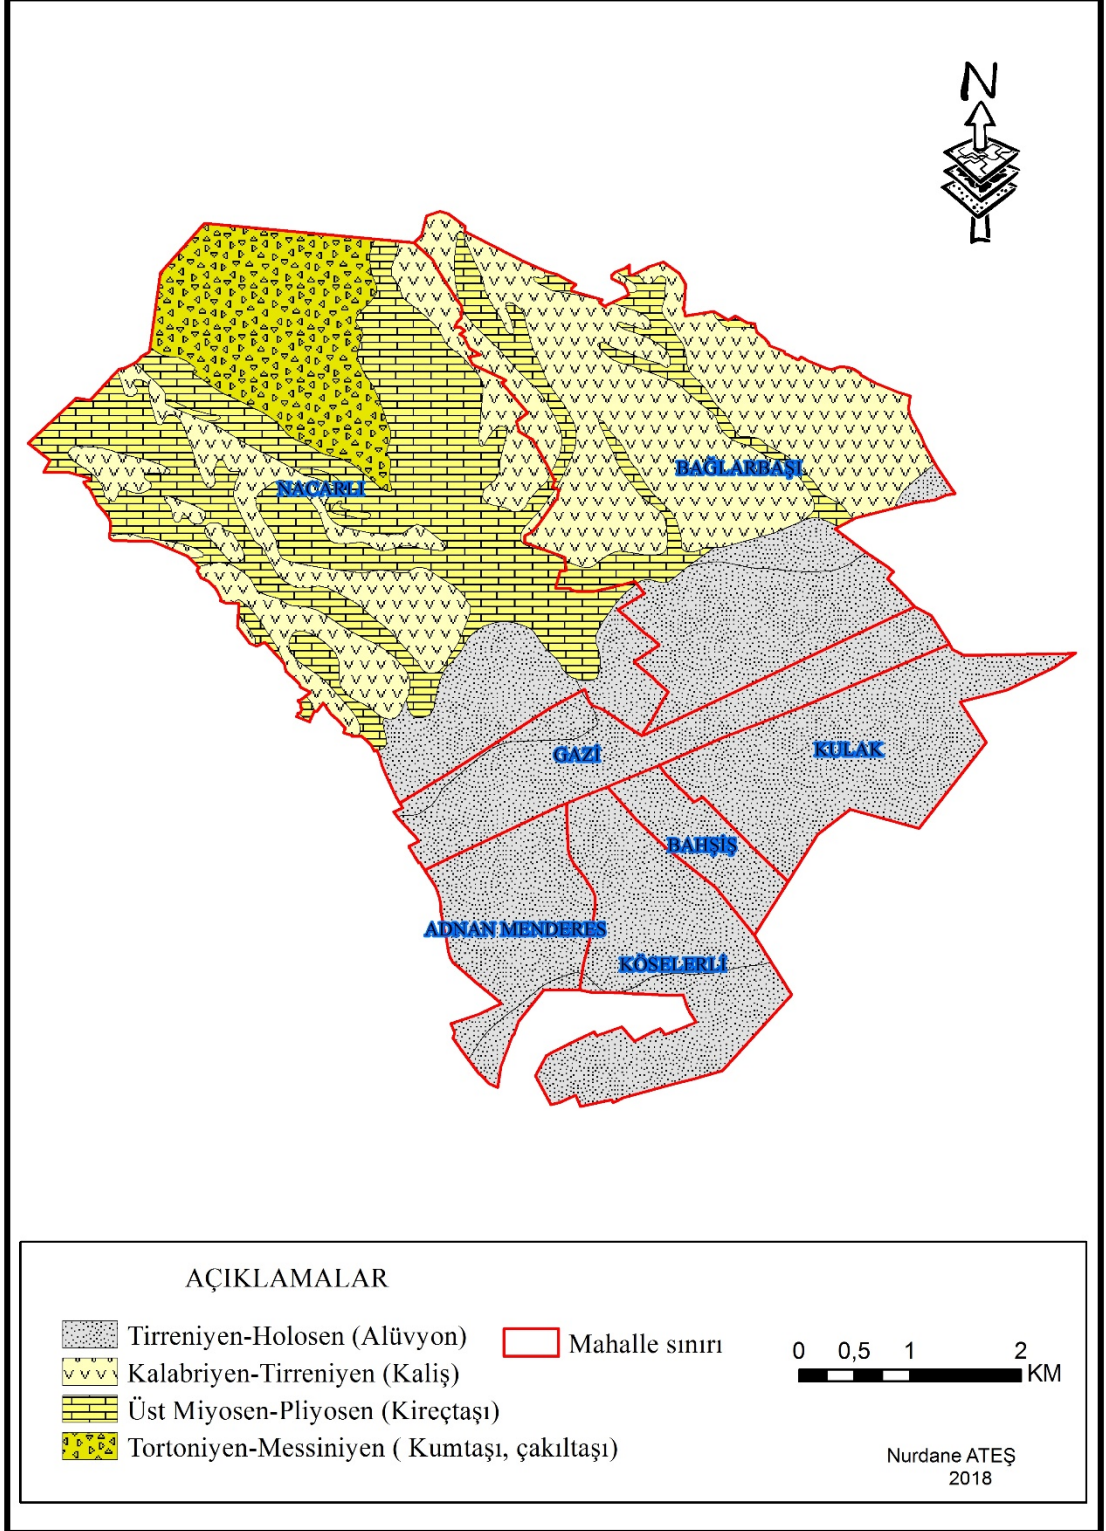 N
NACARLI
BAĞLARBAŞI
GAZİ
KULAK
BAHŞİŞ
ADNAN MENDERES
KÖSELERLİ
AÇIKLAMALAR
Tirreniyen-Holosen (Alüvyon)
Mahalle sınırı
Kalabriyen-Tirreniyen (Kaliş)
Üst Miyosen-Pliyosen (Kireçtaşı)
Tortoniyen-Messiniyen ( Kumtaşı, çakıltaşı)
0 0,5 1 2
KM
Nurdane ATEŞ
2018